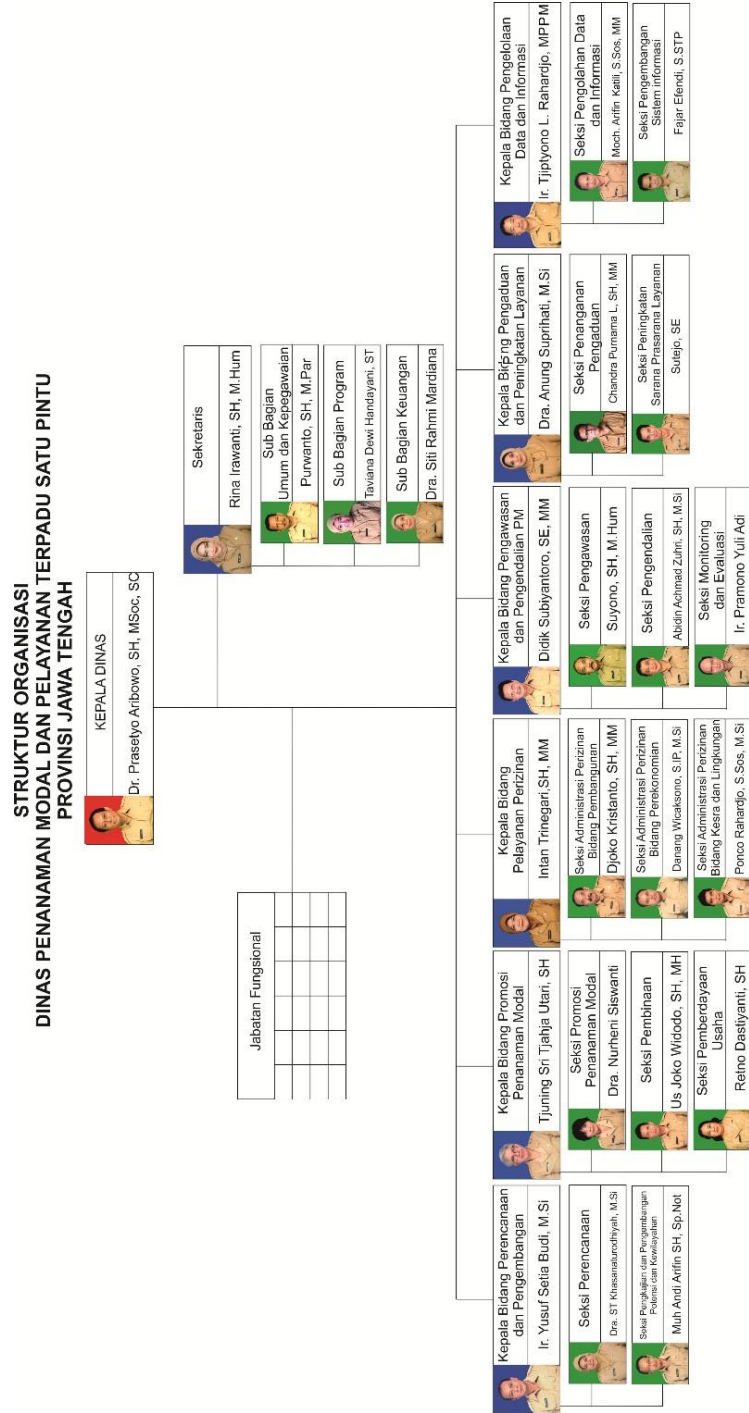 STRUKTUR ORGANISASI
DINAS PENANAMAN MODAL DAN PELAYANAN TERPADU SATU PINTU
PROVINSI JAWA TENGAH
KEPALA DINAS
Dr. Prasetyo Aribowo, SH, MSoc, SC
Jabatan Fungsional
Sekretaris
Rina Irawanti, SH, M.Hum
Sub Bagian
Umum dan Kepegawaian
Purwanto, SH, M.Par
Sub Bagian Program
Taviana Dewi Handayani, ST
Sub Bagian Keuangan
Dra. Siti Rahmi Mardiana
Kepala Bidang Perencanaan
dan Pengembangan
Ir. Yusuf Setia Budi, M.Si
Seksi Perencanaan
Dra. ST Khasanaturodhiyah, M.Si
Seksi Pengkajian dan Pengembangan
Potensi dan Kewilayahan
Muh Andi Arifin SH, Sp.Not
Kepala Bidang Promosi
Penanaman Modal
Tjuning Sri Tjahja Utari, SH
Seksi Promosi
Penanaman Modal
Dra. Nurheni Siswanti
Seksi Pembinaan
Us Joko Widodo, SH, MH
Seksi Pemberdayaan
Usaha
Retno Dastiyanti, SH
Kepala Bidang
Pelayanan Perizinan
Intan Trinegari,SH, MM
Seksi Administrasi Perizinan
Bidang Pembangunan
Djoko Kristanto, SH, MM
Seksi Administrasi Perizinan
Bidang Perekonomian
Danang Wicaksono, S.IP, M.Si
Seksi Administrasi Perizinan
Bidang Kesra dan Lingkungan
Ponco Rahardjo, S.Sos, M.Si
Kepala Bidang Pengawasan
dan Pengendalian PM
Didik Subiyantoro, SE, MM
Seksi Pengawasan
Suyono, SH, M.Hum
Seksi Pengendalian
Abidin Achmad Zuhri, SH, M.Si
Seksi Monitoring
dan Evaluasi
Ir. Pramono Yuli Adi
Kepala Bidang Pengaduan
dan Peningkatan Layanan
Dra. Anung Suprihati, M.Si
Seksi Penanganan
Pengaduan
Chandra Purnama L, SH, MM
Seksi Peningkatan
Sarana Prasarana Layanan
Sutejo, SE
Kepala Bidang Pengelolaan
Data dan Informasi
Ir. Tjiptyono L. Rahardjo, MPPM
Seksi Pengolahan Data
dan Informasi
Moch. Arifin Katili, S.Sos, MM
Seksi Pengembangan
Sistem informasi
Fajar Efendi, S.STP